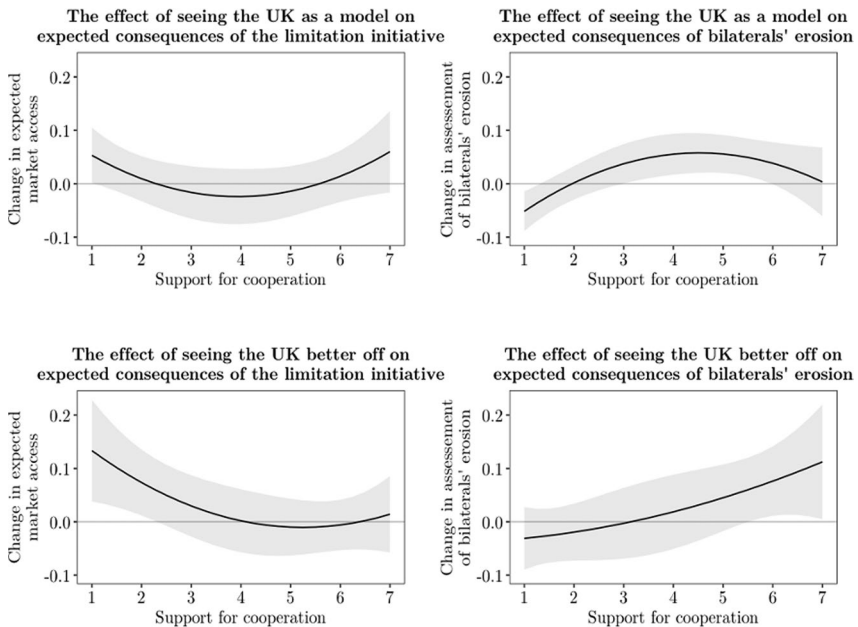 The effect of seeing the UK as a model on
expected consequences of the limitation initiative
Change in expected
market access
0.2
0.1
0.0
-0.1
1 2 3 4 5 6 7
Support for cooperation
The effect of seeing the UK as a model on
expected consequences of bilaterals' erosion
Change in assessement
of bilaterals' erosion
0.2
0.1
0.0
-0.1
1 2 3 4 5 6 7
Support for cooperation
The effect of seeing the UK better off on
expected consequences of the limitation initiative
Change in expected
market access
0.2
0.1
0.0
-0.1
1 2 3 4 5 6 7
Support for cooperation
The effect of seeing the UK better off on
expected consequences of bilaterals' erosion
Change in assessement
of bilaterals' erosion
0.2
0.1
0.0
-0.1
1 2 3 4 5 6 7
Support for cooperation